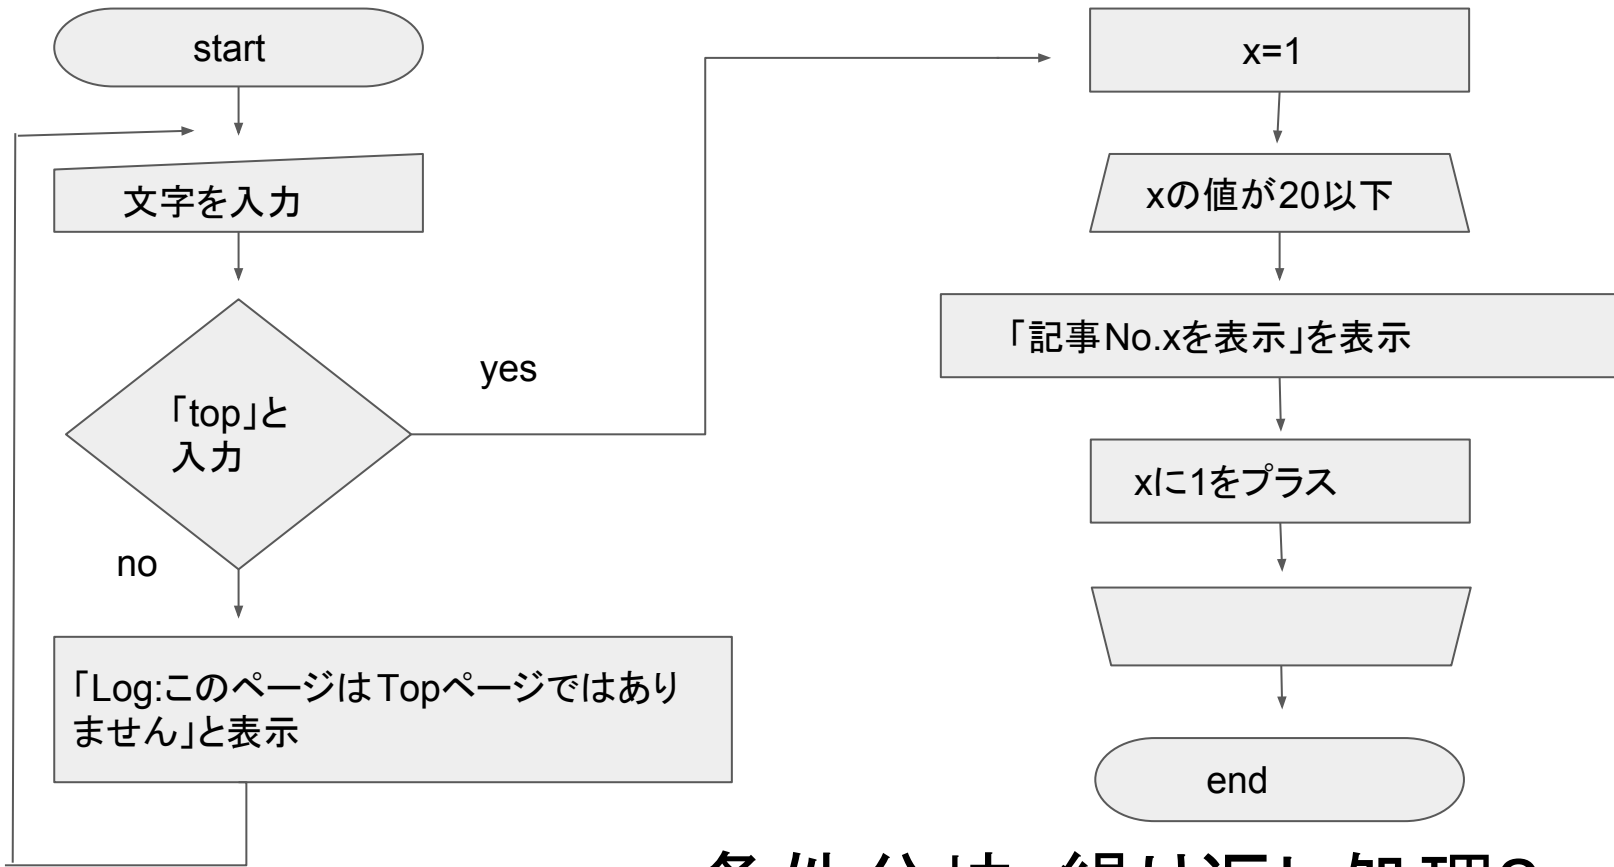 start
文字を入力
「top」と
入力
yes
no
「Log:このページはTopページではあり
ません」と表示
x=1
xの値が20以下
「記事No.xを表示」を表示
xに1をプラス
end